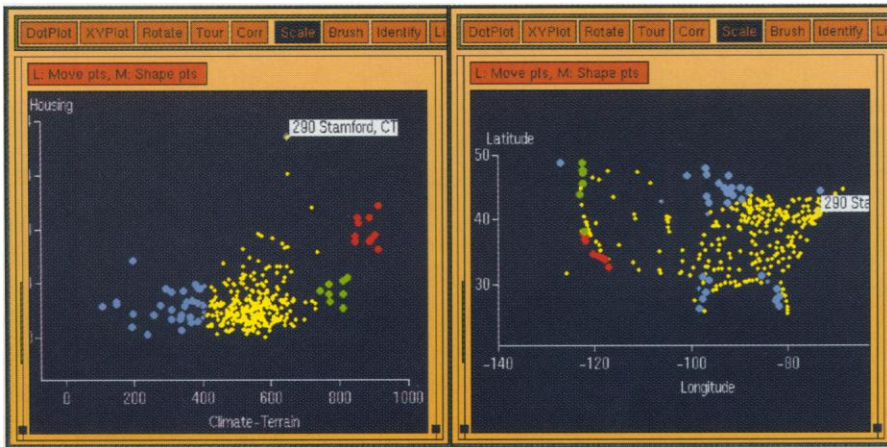 DotPlot XYPlot Rotate Tour Corr Scale Brush Identify Li
L: Move pts, M: Shape pts
Housing
290 Stamford, CT
0 200 400 600 800 1000
Climate-Terrain
DotPlot XYPlot Rotate Tour Corr Scale Brush Identify Li
L: Move pts, M: Shape pts
Latitude
50
40
30
290 Sta
-140 -120 -100 -80
Longitude